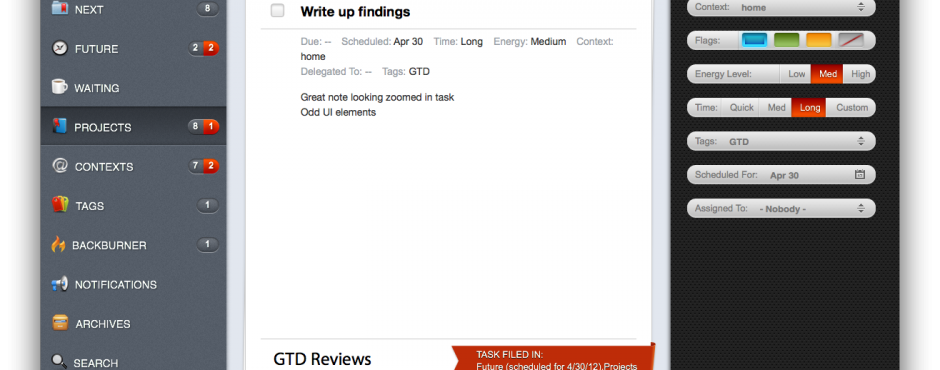 NEXT 8
FUTURE 2 2
WAITING
PROJECTS 8 1
CONTEXTS 7 2
TAGS 1
BACKBURNER 1
NOTIFICATIONS
ARCHIVES
SEARCH
Write up findings
Due: -- Scheduled: Apr 30 Time: Long Energy: Medium Context:
home
Delegated To: -- Tags: GTD
Great note looking zoomed in task
Odd UI elements
GTD Reviews
TASK FILED IN:
Future (scheduled for 4/30/12),Projects
Context: home
Flags:
Energy Level: Low Med High
Time: Quick Med Long Custom
Tags: GTD
Scheduled For: Apr 30
Assigned To: - Nobody -